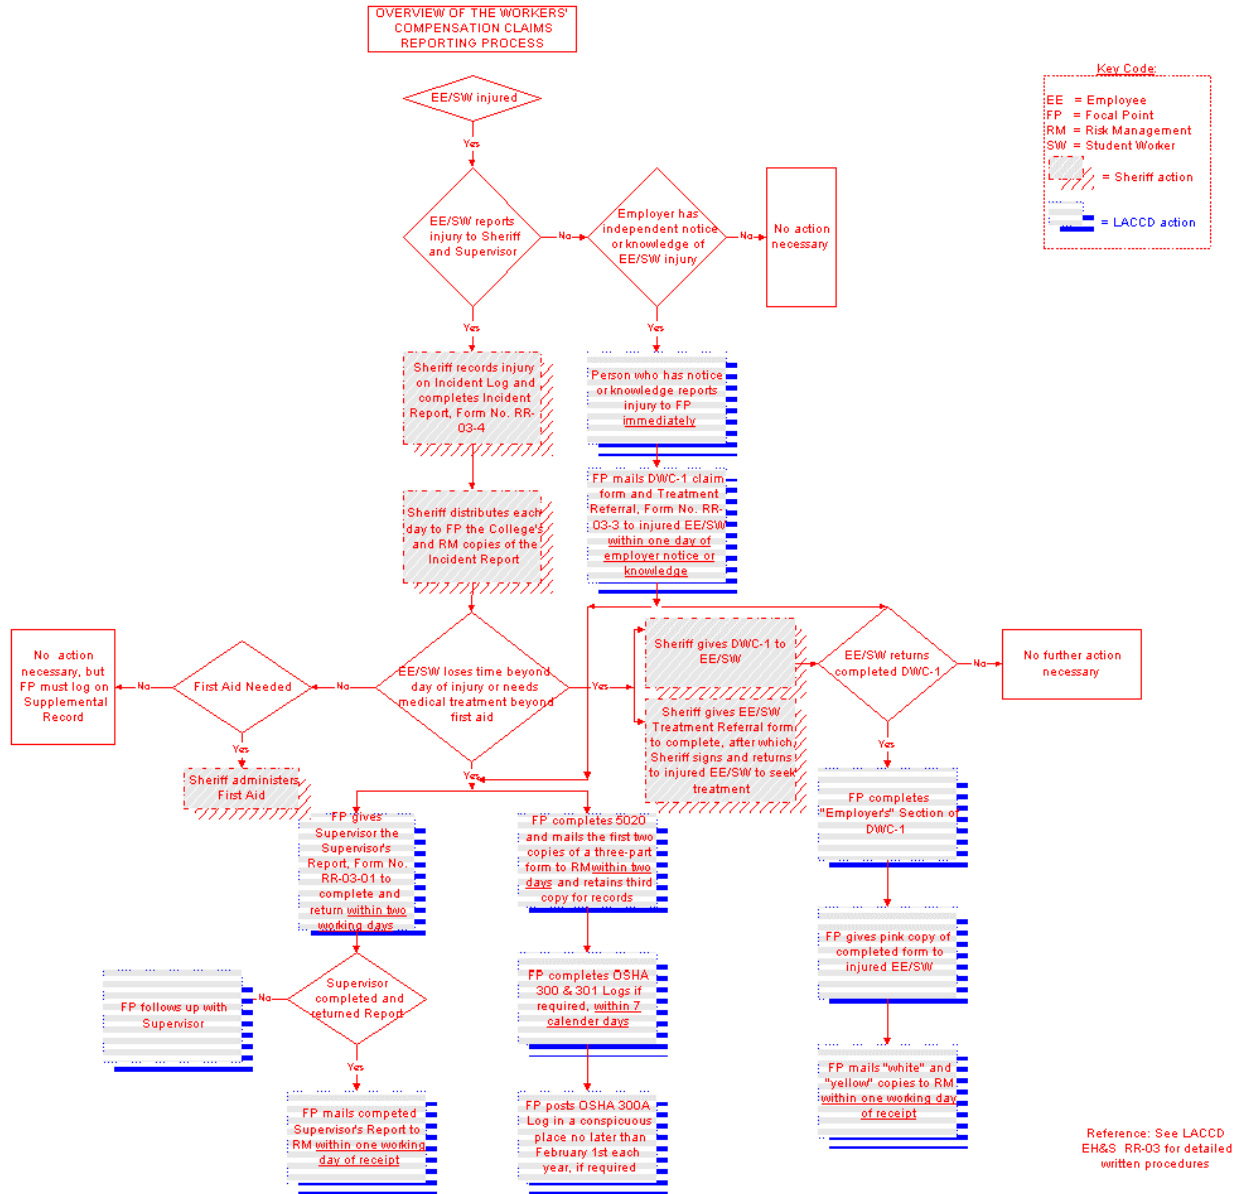 OVERVIEW OF THE WORKERS'
COMPENSATION CLAIMS
REPORTING PROCESS
Key Code:
EE = Employee
FP = Focal Point
RM = Risk Management
SW = Student Worker
= Sheriff action
= LACCD action
EE/SW injured
Yes
EE/SW reports
injury to Sheriff
and Supervisor
No
Employer has
independent notice
or knowledge of
EE/SW injury
No
No action
necessary
Yes
Yes
Sheriff records injury
on Incident Log and
completes Incident
Report, Form No. RR-
03-4
Person who has notice
or knowledge reports
injury to FP
immediately
Sheriff distributes each
day to FP the College's
and RM copies of the
Incident Report
FP mails DWC-1 claim
form and Treatment
Referral, Form No. RR-
03-3 to injured EE/SW
within one day of
employer notice or
knowledge
No action
necessary, but
FP must log on
Supplemental
Record
No
First Aid Needed
No
EE/SW loses time beyond
day of injury or needs
medical treatment beyond
first aid
Yes
Sheriff gives DWC-1 to
EE/SW
EE/SW returns
completed DWC-1
No
No further action
necessary
Sheriff gives EE/SW
Treatment Referral form
to complete, after which,
Sheriff signs and returns
to injured EE/SW to seek
treatment
Yes
Yes
Yes
Sheriff administers
First Aid
FP gives
Supervisor the
Supervisor's
Report, Form No.
RR-03-01 to
complete and
return within two
working days
FP completes 5020
and mails the first two
copies of a three-part
form to RM within two
days and retains third
copy for records
FP completes
"Employer's" Section of
DWC-1
FP gives pink copy of
completed form to
injured EE/SW
Supervisor
completed and
returned Report
No
FP follows up with
Supervisor
FP completes OSHA
300 & 301 Logs if
required, within 7
calender days
Yes
FP mails "white" and
"yellow" copies to RM
within one working day
of receipt
FP mails competed
Supervisor's Report to
RM within one working
day of receipt
FP posts OSHA 300A
Log in a conspicuous
place no later than
February 1st each
year, if required
Reference: See LACCD
EH&S RR-03 for detailed
written procedures